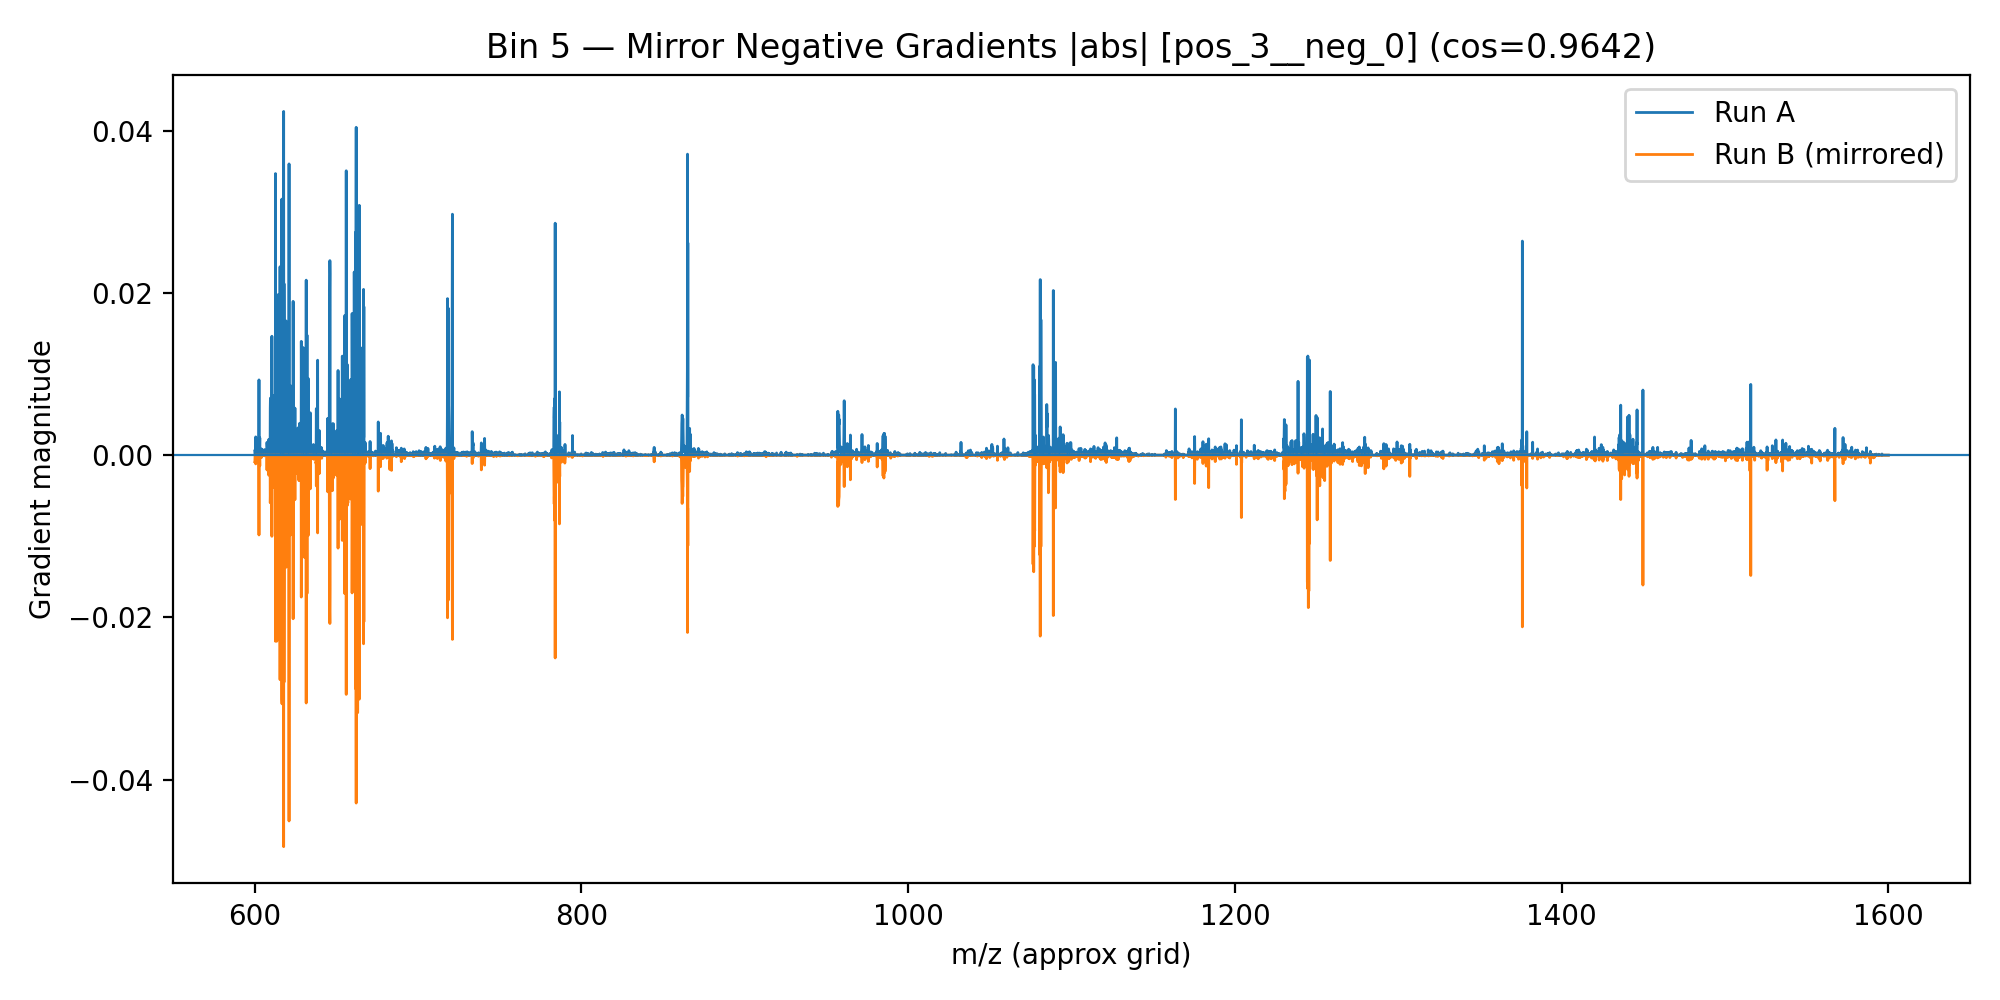 Bin 5 — Mirror Negative Gradients |abs| [pos_3__neg_0] (cos=0.9642)
Run A
Run B (mirrored)
0.04
0.02
0.00
−0.02
−0.04
Gradient magnitude
600
800
1000
1200
1400
1600
m/z (approx grid)